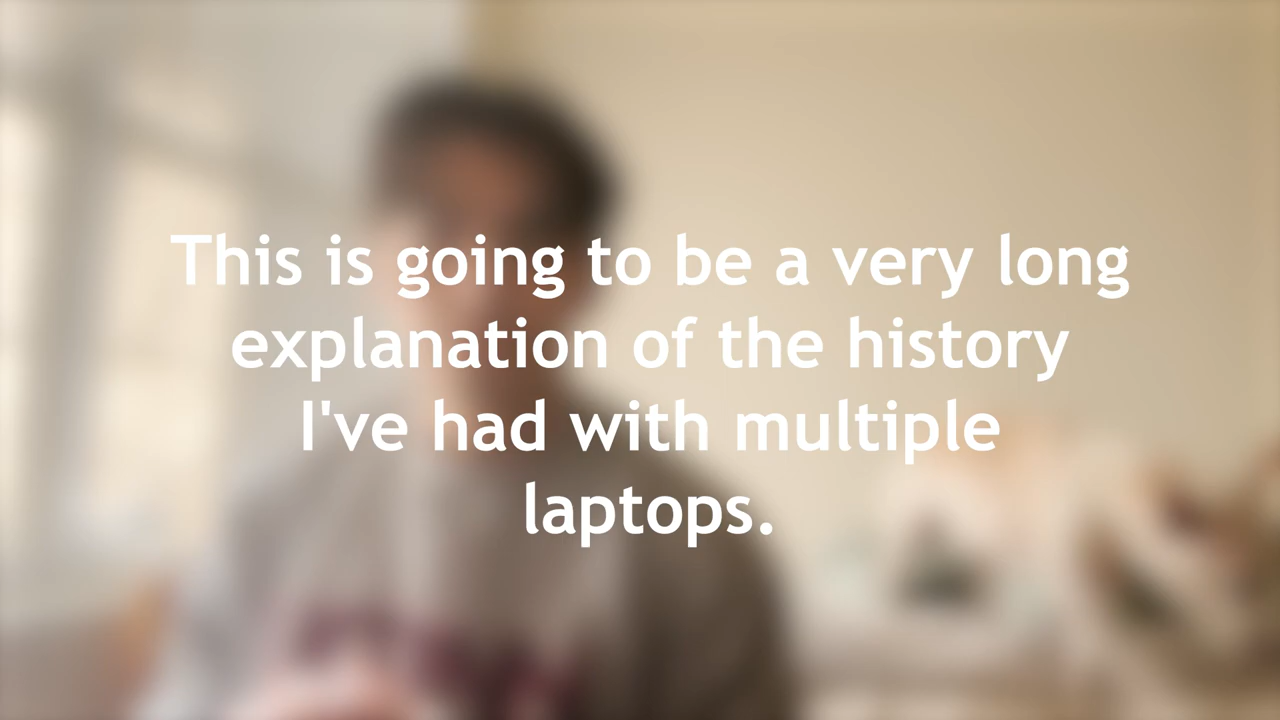 This is going to be a very long
explanation of the history
I've had with multiple
laptops.